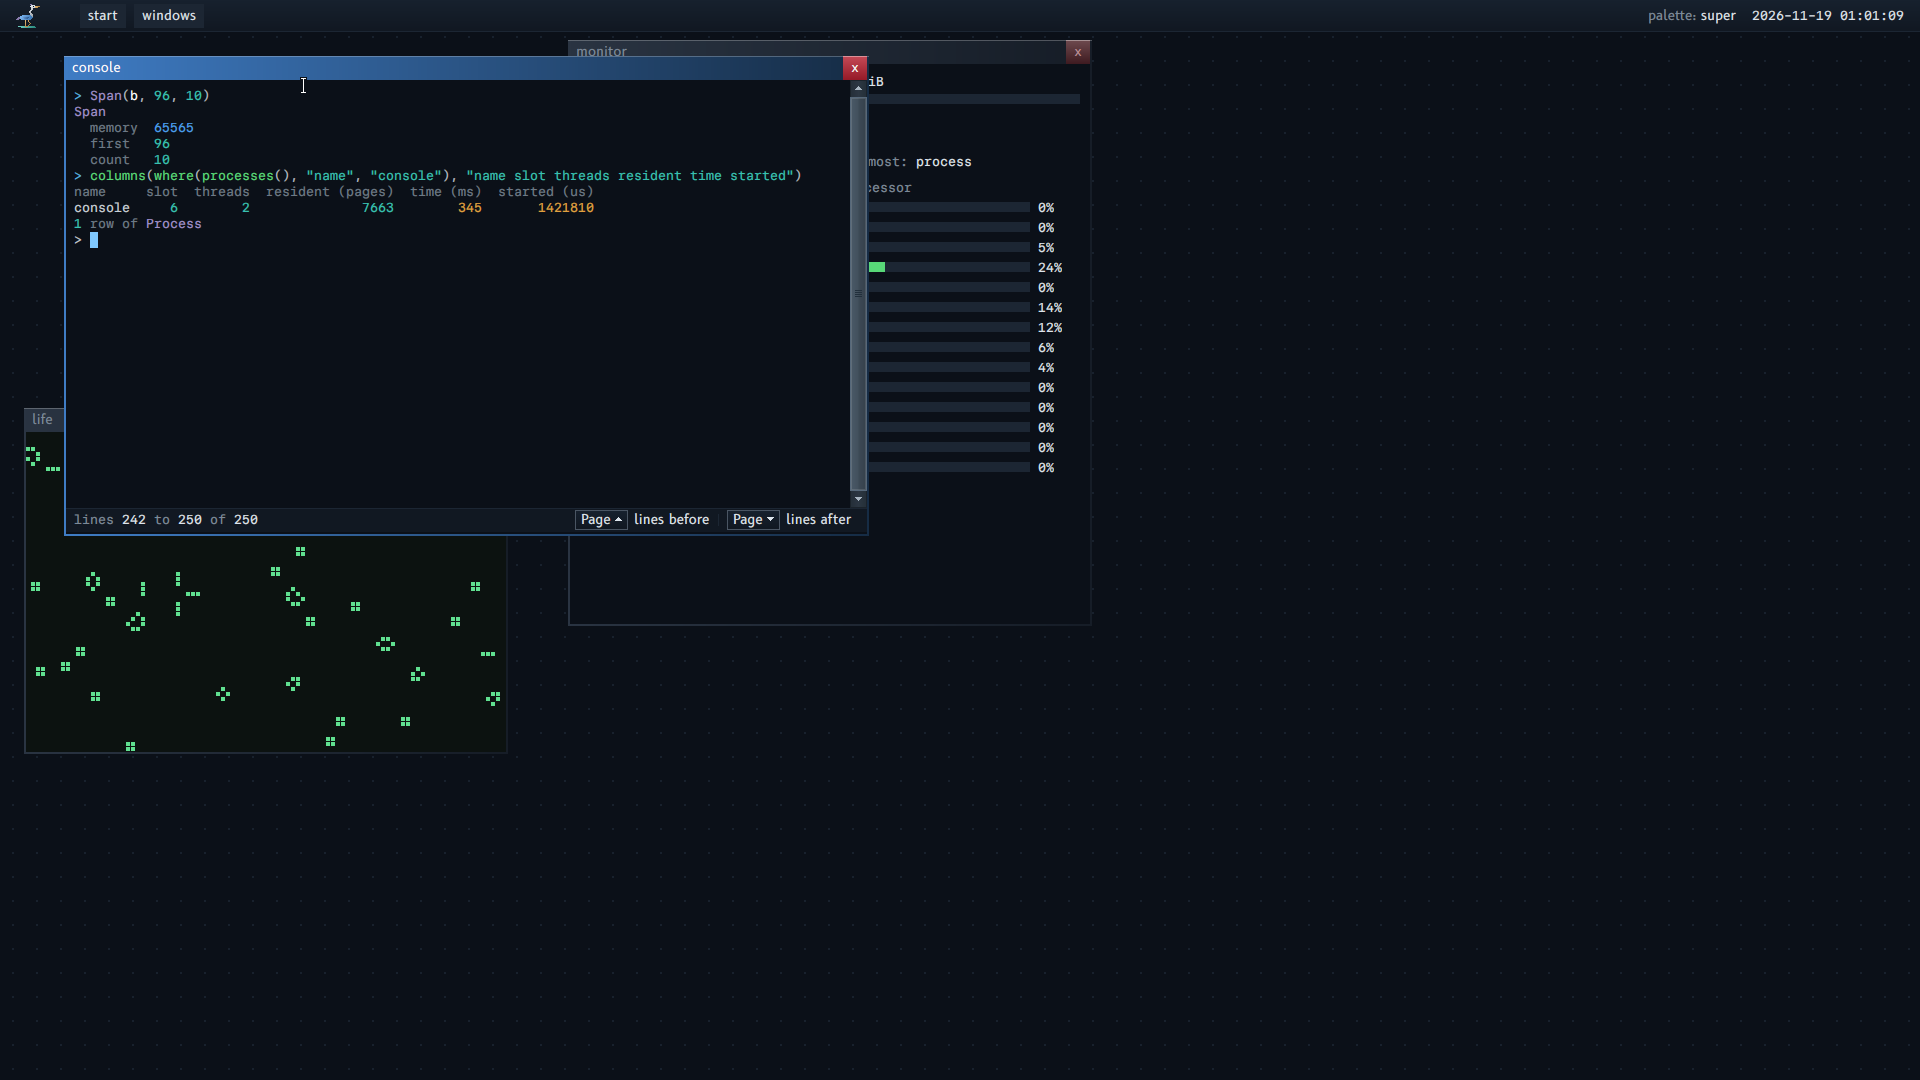 start windows palette: super 2026-11-19 01:01:09
monitor x
console x
iB
> Span(b, 96, 10)
Span
memory 65565
first 96
count 10
most: process
> columns(where(processes(), "name", "console"), "name slot threads resident time started")
cessor
name slot threads resident (pages) time (ms) started (us)
console 6 2 7663 345 1421810
1 row of Process
>
0%
0%
5%
24%
0%
14%
12%
6%
4%
0%
0%
0%
0%
0%
life
lines 242 to 250 of 250 Page lines before Page lines after